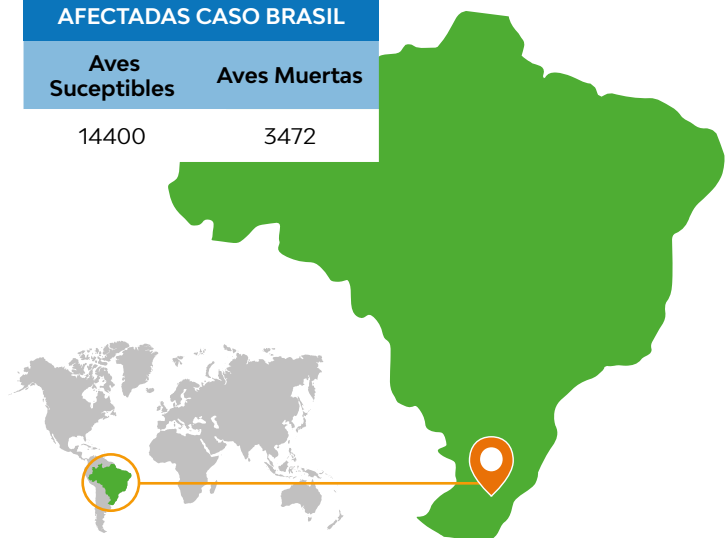 AFECTADAS CASO BRASIL
Aves
Suceptibles
Aves Muertas
14400
3472